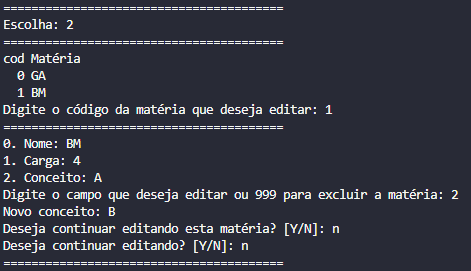 ========================================
Escolha: 2
========================================
cod Matéria
  0 GA
  1 BM
Digite o código da matéria que deseja editar: 1
========================================
0. Nome: BM
1. Carga: 4
2. Conceito: A
Digite o campo que deseja editar ou 999 para excluir a matéria: 2
Novo conceito: B
Deseja continuar editando esta matéria? [Y/N]: n
Deseja continuar editando? [Y/N]: n
========================================